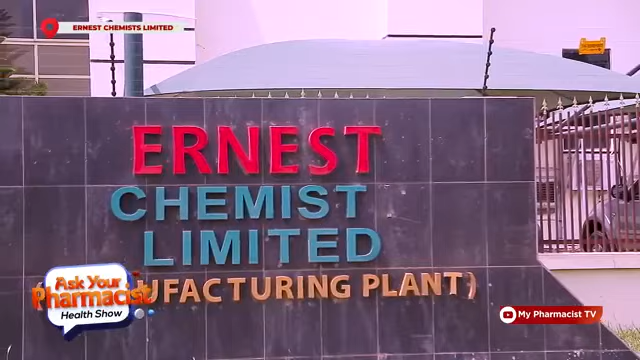 ERNEST CHEMISTS LIMITED
ERNEST
CHEMIST
LIMITED
UFACTURING PLANT )
Ask Your
Pharmacist
Health Show
My Pharmacist TV